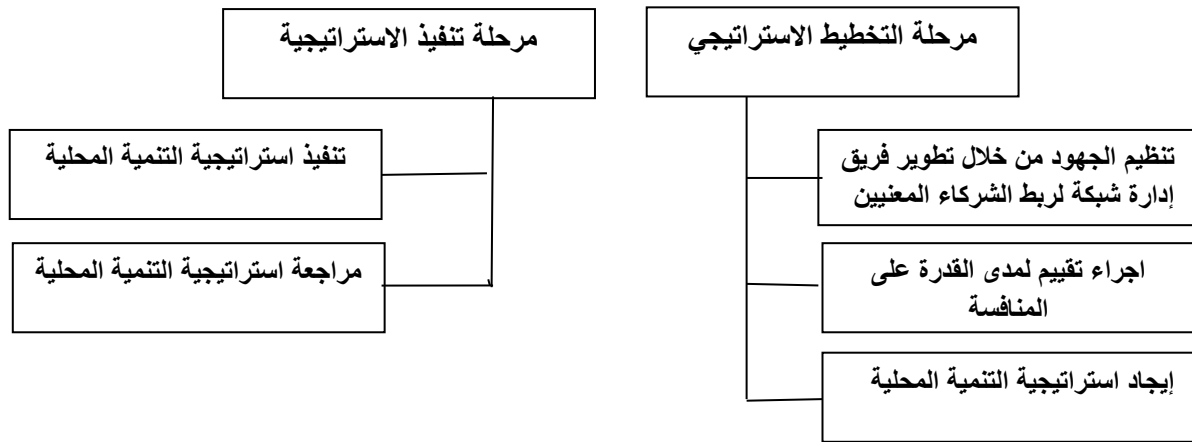 مرحلة التخطيط الاستراتيجي
تنظيم الجهود من خلال تطوير فريق
إدارة شبكة لربط الشركاء المعنيين
اجراء تقييم لمدى القدرة على
المنافسة
إيجاد استراتيجية التنمية المحلية
مرحلة تنفيذ الاستراتيجية
تنفيذ استراتيجية التنمية المحلية
مراجعة استراتيجية التنمية المحلية